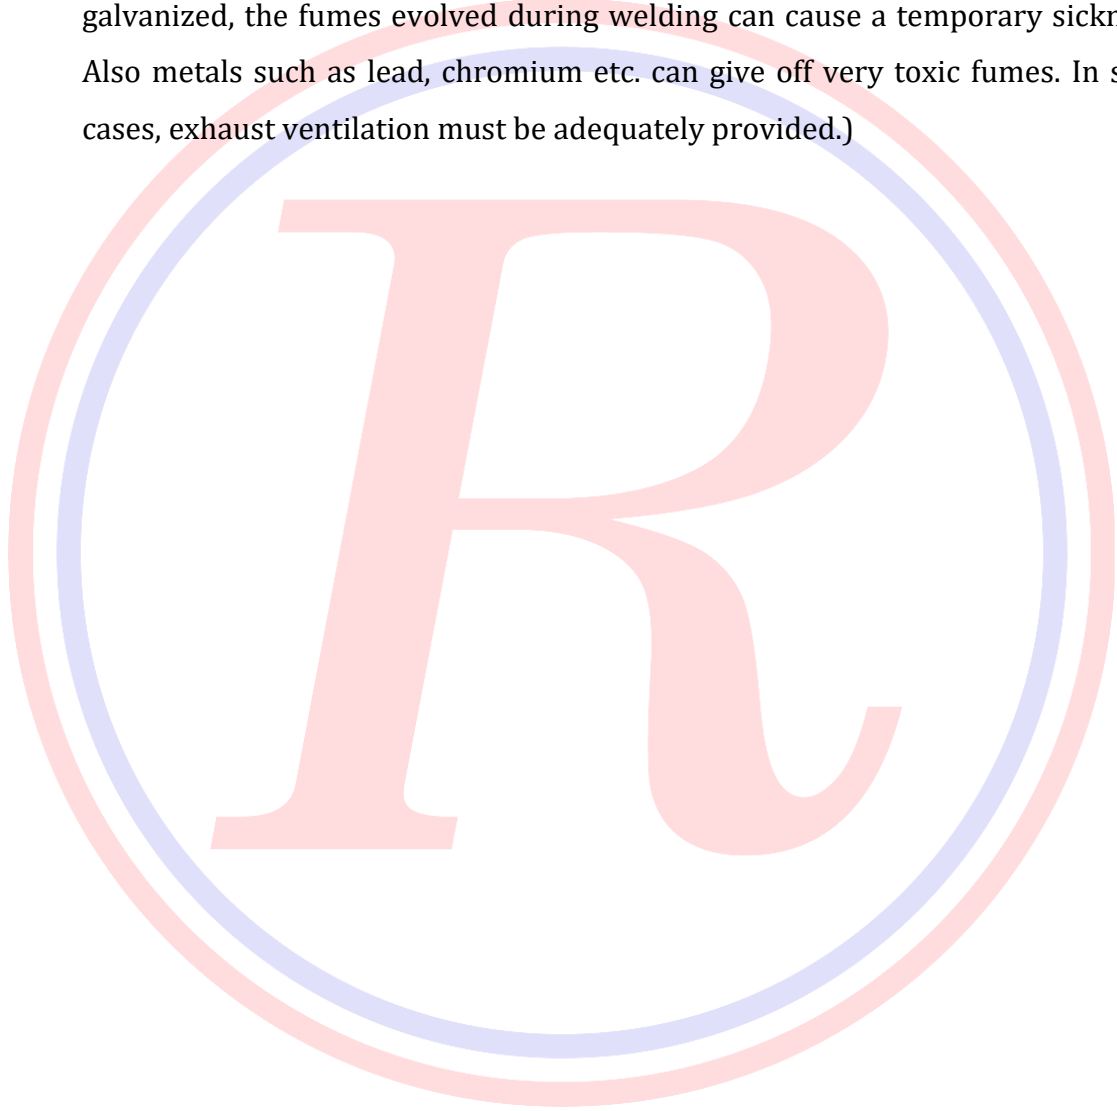 galvanized, the fumes evolved during welding can cause a temporary
Also metals such as lead, chromium etc. can give off very toxic fumes. In
cases, exhaust ventilation must be adequately provided.)
R